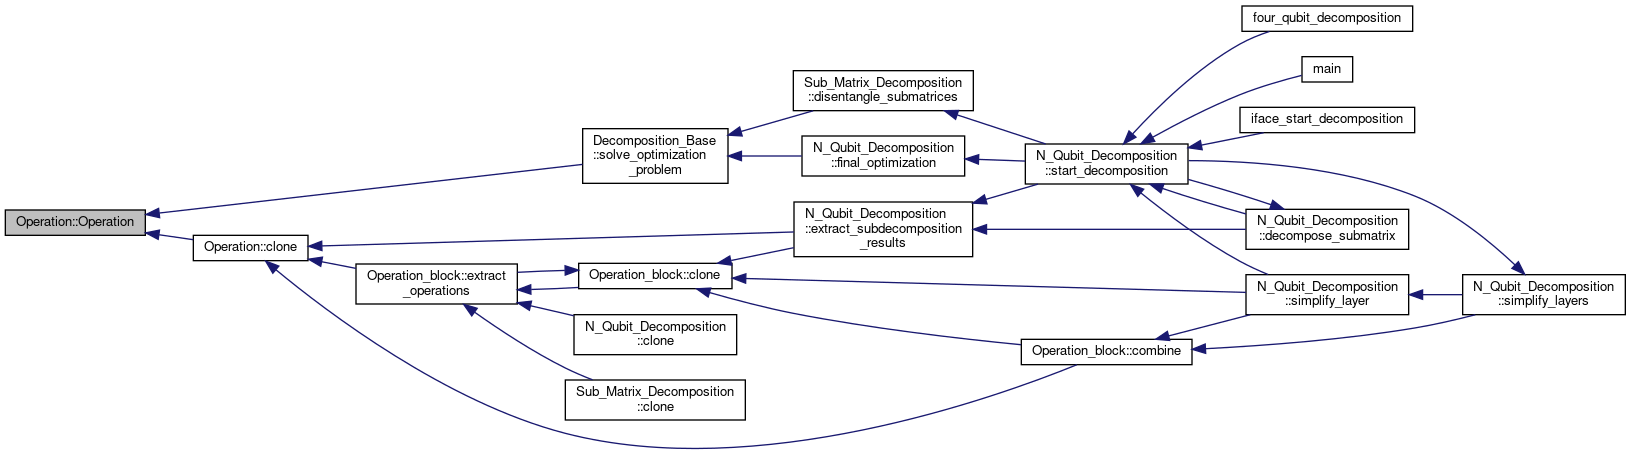 four_qubit_decomposition
main
Sub_Matrix_Decomposition
::disentangle_submatrices
iface_start_decomposition
Decomposition_Base
::solve_optimization
_problem
N_Qubit_Decomposition
::final_optimization
N_Qubit_Decomposition
::start_decomposition
Operation::Operation
N_Qubit_Decomposition
::extract_subdecomposition
_results
N_Qubit_Decomposition
::decompose_submatrix
Operation::clone
Operation_block::extract
_operations
Operation_block::clone
N_Qubit_Decomposition
::simplify_layer
N_Qubit_Decomposition
::simplify_layers
N_Qubit_Decomposition
::clone
Operation_block::combine
Sub_Matrix_Decomposition
::clone